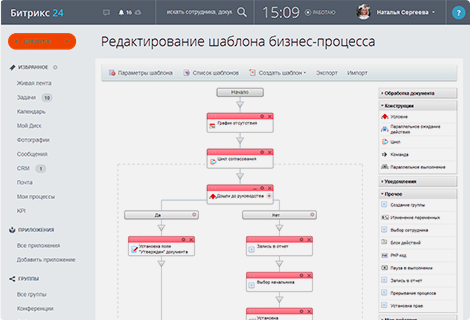 Битрикс 24
16
искать сотрудника, доку
15:09
РАБОТАЮ
Наталья Сергеева
?
Редактирование шаблона бизнес-процесса
ИЗБРАННОЕ
Живая лента
Задачи 18
Календарь
Мой Диск
Фотографии
Сообщения
CRM 1
Почта
Мои процессы
KPI
ПРИЛОЖЕНИЯ
Все приложения
Добавить приложение
ГРУППЫ
Все группы
Конференции
Параметры шаблона
Список шаблонов
Создать шаблон
Экспорт
Импорт
Начало
График отсутствия
Цикл согласования
Дошли до руководства
Да
Нет
Установка поля
"Утвержден" документа
Запись в отчет
Выбор начальника
Установка
Обработка документа
Конструкции
Условие
Параллельное ожидание
действия
Цикл
Команда
Параллельное выполнение
Уведомления
Прочее
Создание группы
Изменение переменных
Выбор сотрудника
Блок действий
PHP код
Пауза в выполнении
Запись в отчет
Прерывание процесса
Установка прав